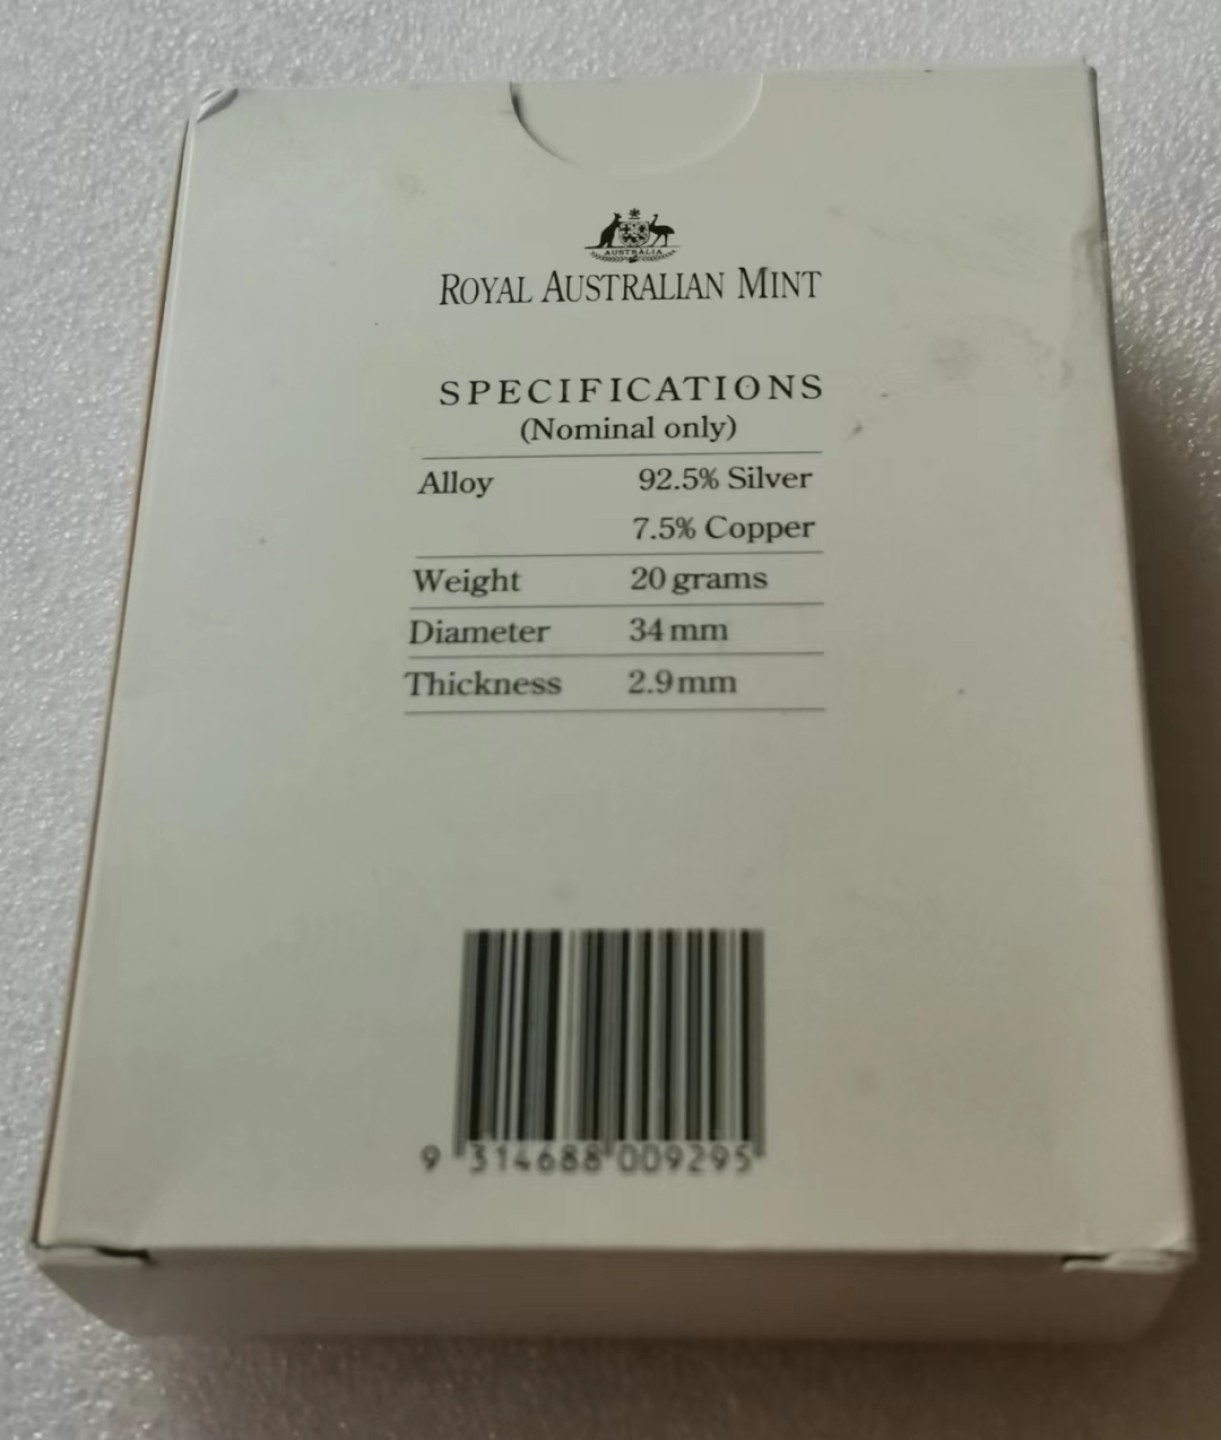 AUSTRALIA
ROYAL AUSTRALIAN MINT
SPECIFICATIONS
(Nominal only)
Alloy 92.5% Silver
7.5% Copper
Weight 20 grams
Diameter 34 mm
Thickness 2.9 mm
9 314688 009295